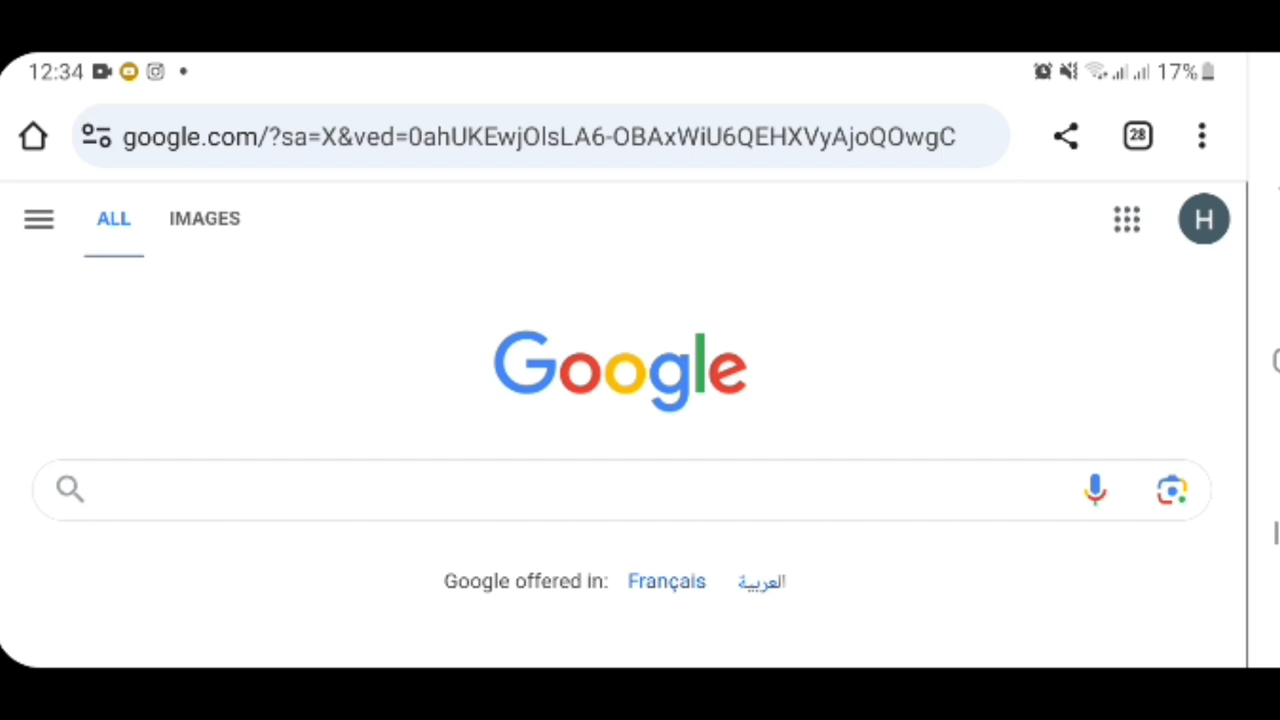 12:34 17%
google.com/?sa=X&ved=0ahUKEwjOlsLA6-OBAxWiU6QEHXVyAjoQOwgC 28
ALL IMAGES H
Google
Google offered in: Français العربية